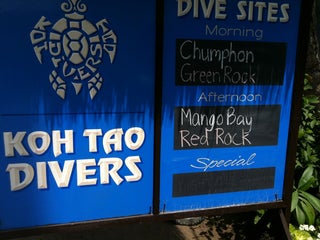 KOH TAO
DIVERS
DIVE SITES
Morning
Chumphon
Green Rock
Afternoon
Mango Bay
Red Rock
Special